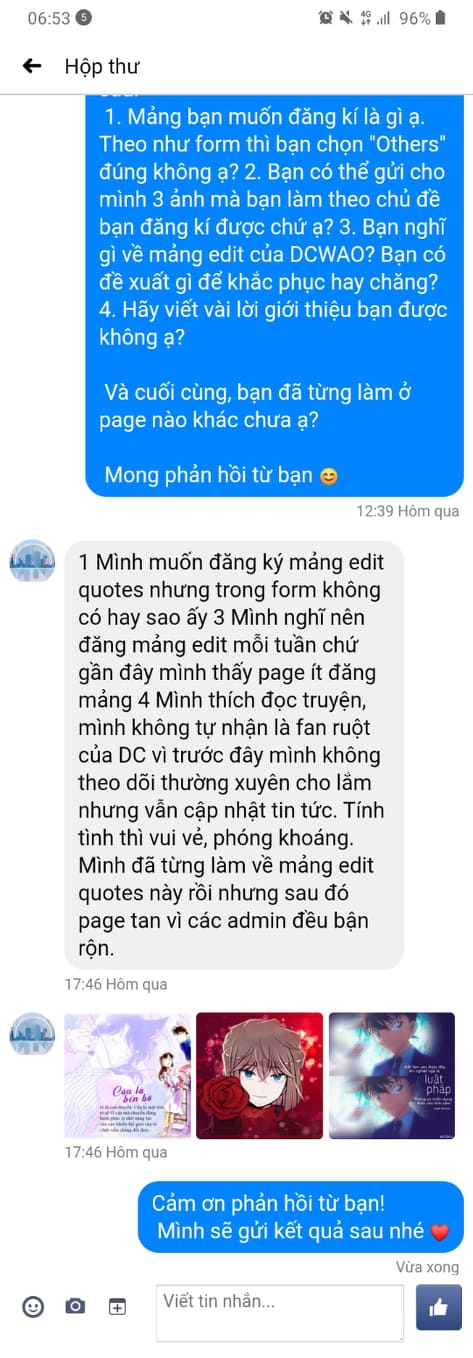 06:53 5 4G 96%
Hộp thư
1. Mảng bạn muốn đăng kí là gì ạ.
Theo như form thì bạn chọn "Others"
đúng không ạ? 2. Bạn có thể gửi cho
mình 3 ảnh mà bạn làm theo chủ đề
bạn đăng kí được chứ ạ? 3. Bạn nghĩ
gì về mảng edit của DCWAO? Bạn có
đề xuất gì để khắc phục hay chăng?
4. Hãy viết vài lời giới thiệu bạn được
không ạ?
Và cuối cùng, bạn đã từng làm ở
page nào khác chưa ạ?
Mong phản hồi từ bạn 😊
12:39 Hôm qua
1 Mình muốn đăng ký mảng edit
quotes nhưng trong form không
có hay sao ấy 3 Mình nghĩ nên
đăng mảng edit mỗi tuần chứ
gần đây mình thấy page ít đăng
mảng 4 Mình thích đọc truyện,
mình không tự nhận là fan ruột
của DC vì trước đây mình không
theo dõi thường xuyên cho lắm
nhưng vẫn cập nhật tin tức. Tính
tình thì vui vẻ, phóng khoáng.
Mình đã từng làm về mảng edit
quotes này rồi nhưng sau đó
page tan vì các admin đều bận
rộn.
17:46 Hôm qua
Cậu là
bến bờ
luật
pháp
17:46 Hôm qua
Cảm ơn phản hồi từ bạn!
Mình sẽ gửi kết quả sau nhé ❤️
Vừa xong
Viết tin nhắn...